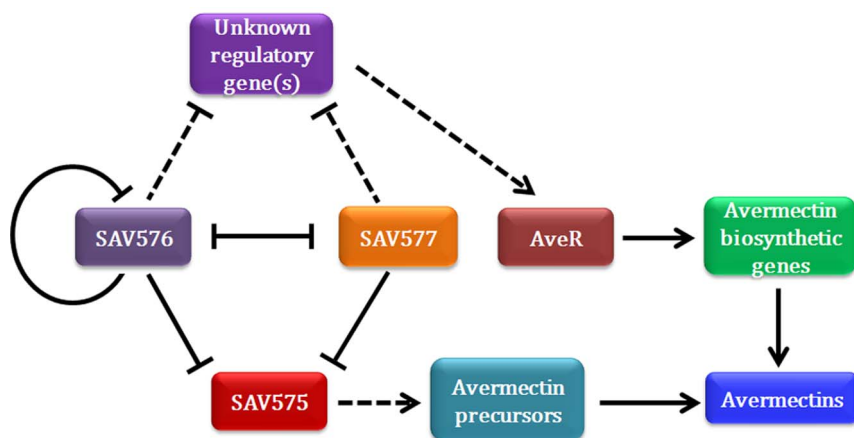 Unknown
regulatory
gene(s)
SAV576
SAV577
AveR
Avermectin
biosynthetic
genes
SAV575
Avermectin
precursors
Avermectins